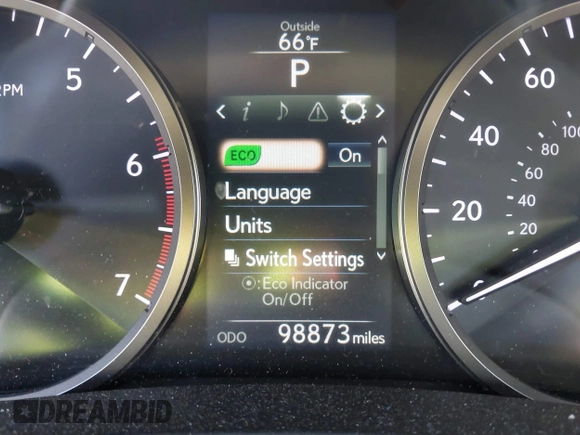 Outside
66°F
P
< i ♪ ⚠ >
ECO On
Language
Units
Switch Settings
:Eco Indicator
On/Off
ODO 98873 miles
5
6
7
60
40
20
100
80
60
40
20
DREAMBID